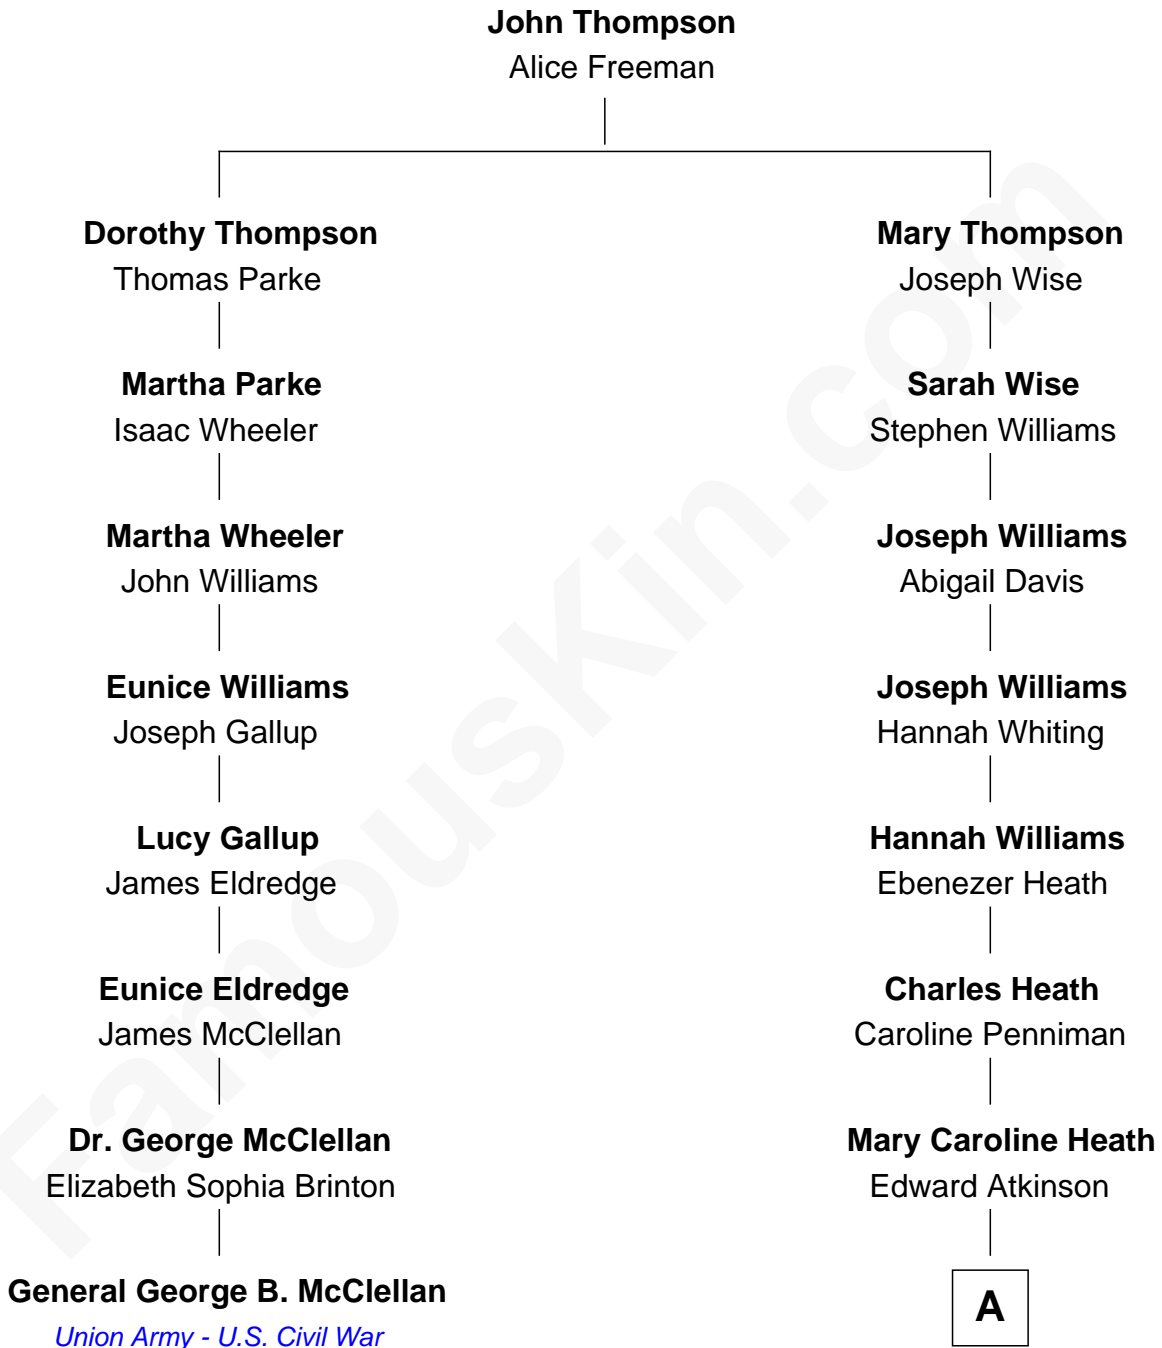 John Thompson
Alice Freeman
Dorothy Thompson
Thomas Parke
Mary Thompson
Joseph Wise
Martha Parke
Isaac Wheeler
Sarah Wise
Stephen Williams
Martha Wheeler
John Williams
Joseph Williams
Abigail Davis
Eunice Williams
Joseph Gallup
Joseph Williams
Hannah Whiting
Lucy Gallup
James Eldredge
Hannah Williams
Ebenezer Heath
Eunice Eldredge
James McClellan
Charles Heath
Caroline Penniman
Dr. George McClellan
Elizabeth Sophia Brinton
Mary Caroline Heath
Edward Atkinson
General George B. McClellan
Union Army - U.S. Civil War
A
FamousKin.com